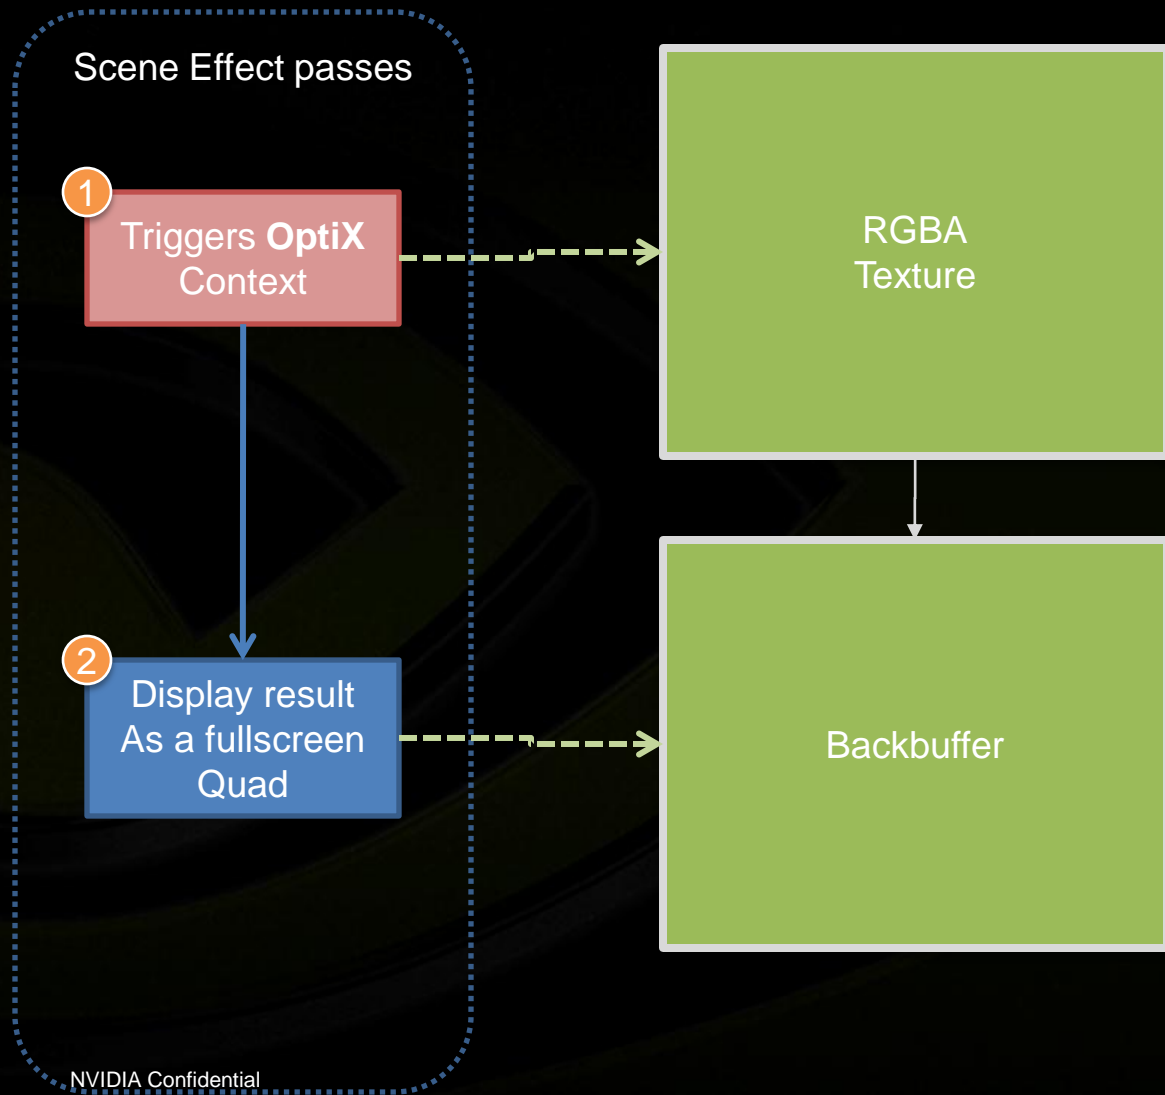 Scene Effect passes
1
Triggers OptiX
Context
RGBA
Texture
2
Display result
As a fullscreen
Quad
Backbuffer
NVIDIA Confidential